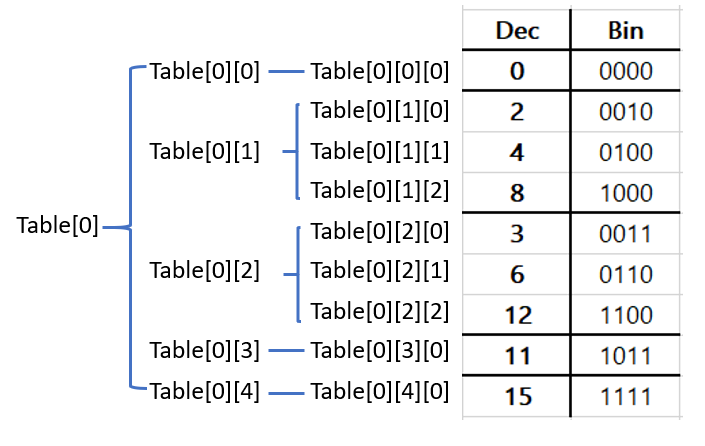 Dec Bin
Table[0][0] Table[0][0][0] 0 0000
Table[0][1][0] 2 0010
Table[0][1] Table[0][1][1] 4 0100
Table[0][1][2] 8 1000
Table[0] Table[0][2][0] 3 0011
Table[0][2] Table[0][2][1] 6 0110
Table[0][2][2] 12 1100
Table[0][3] Table[0][3][0] 11 1011
Table[0][4] Table[0][4][0] 15 1111